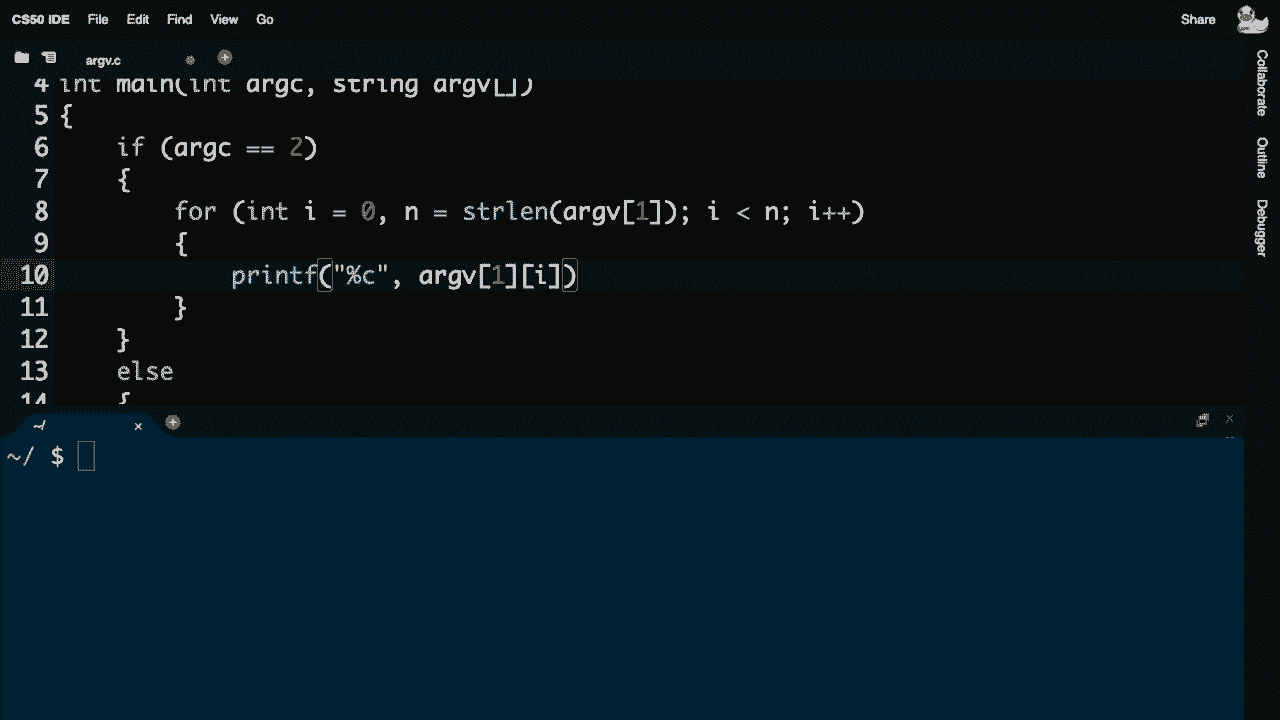 CS50 IDE File Edit Find View Go Share
argv.c
4 int main(int argc, string argv[])
5 {
6 if (argc == 2)
7 {
8 for (int i = 0, n = strlen(argv[1]); i < n; i++)
9 {
10 printf("%c", argv[1][i])
11 }
12 }
13 else
14 {
~/
~/ $
Collaborate
Outline
Debugger